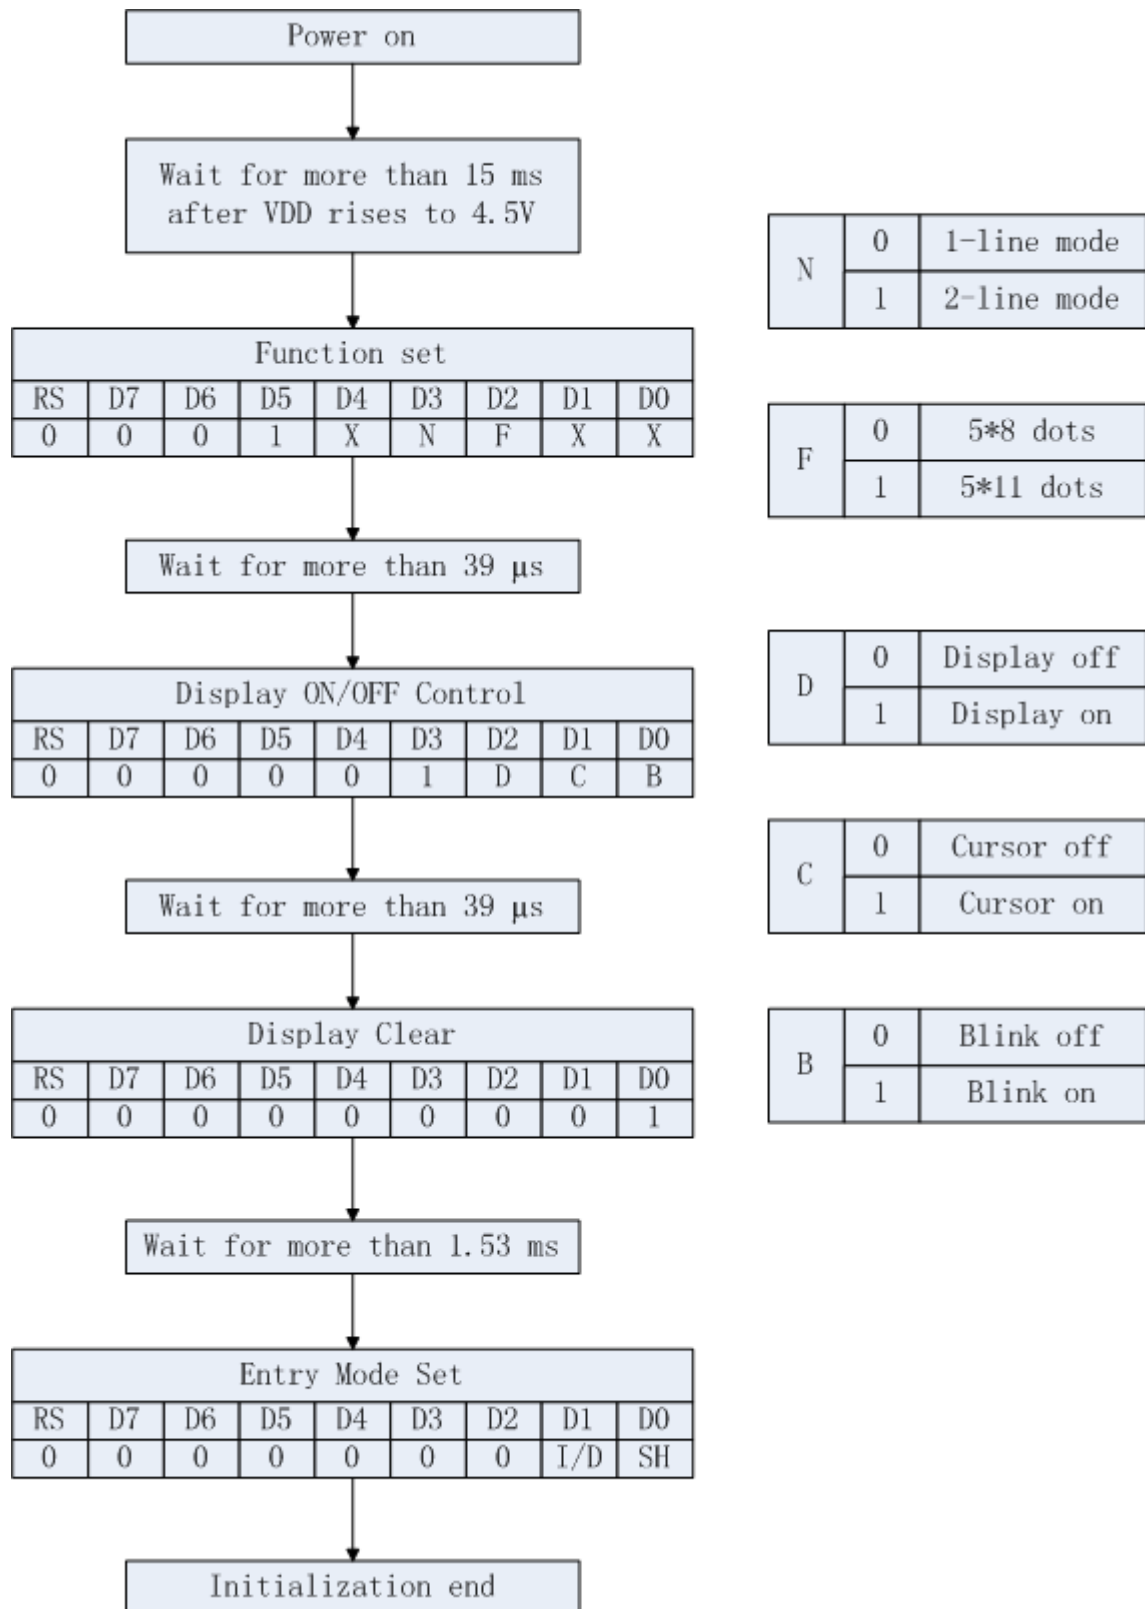 Power on
Wait for more than 15 ms
after VDD rises to 4.5V
Function set
RS D7 D6 D5 D4 D3 D2 D1 D0
0 0 0 1 X N F X X
Wait for more than 39 μs
Display ON/OFF Control
RS D7 D6 D5 D4 D3 D2 D1 D0
0 0 0 0 0 1 D C B
Wait for more than 39 μs
Display Clear
RS D7 D6 D5 D4 D3 D2 D1 D0
0 0 0 0 0 0 0 0 1
Wait for more than 1.53 ms
Entry Mode Set
RS D7 D6 D5 D4 D3 D2 D1 D0
0 0 0 0 0 0 0 I/D SH
Initialization end
N
0 1-line mode
1 2-line mode
F
0 5*8 dots
1 5*11 dots
D
0 Display off
1 Display on
C
0 Cursor off
1 Cursor on
B
0 Blink off
1 Blink on